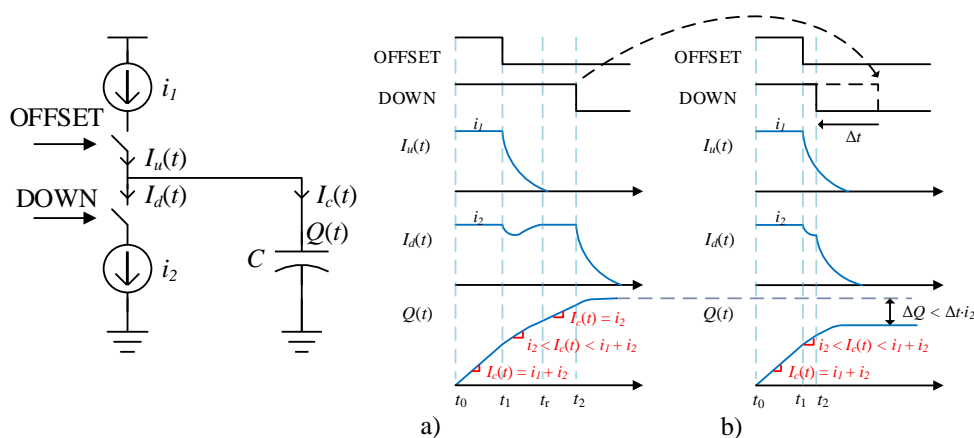 i1
OFFSET
Iu(t)
DOWN
Id(t)
Ic(t)
Q(t)
C
i2
OFFSET
DOWN
i1
Iu(t)
i2
Id(t)
Q(t)
Ic(t) = i2
i2 < Ic(t) < i1 + i2
Ic(t) = i1 + i2
t0 t1 tr t2
a)
OFFSET
DOWN
Δt
i1
Iu(t)
i2
Id(t)
Q(t)
ΔQ < Δt·i2
i2 < Ic(t) < i1 + i2
Ic(t) = i1 + i2
t0 t1 t2
b)